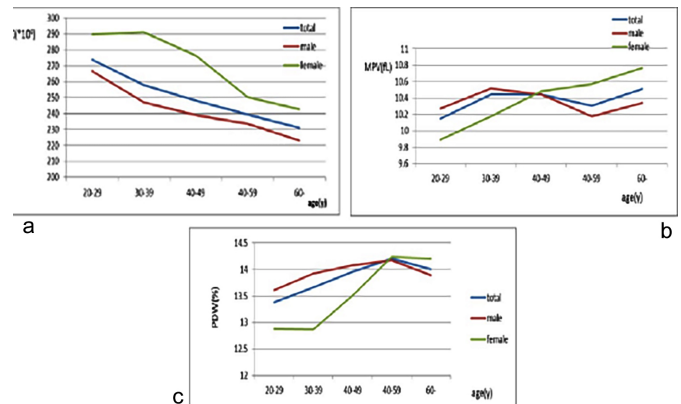 300
290
280
270
260
250
240
230
220
210
200
total
male
female
20-29
30-39
40-49
40-59
60-
age(y)
a
total
male
female
MPV(fL)
11
10.8
10.6
10.4
10.2
10
9.8
9.6
20-29
30-39
40-49
40-59
60-
age(y)
b
PDW(%)
14.5
14
13.5
13
12.5
12
total
male
female
20-29
30-39
40-49
40-59
60-
age(y)
c